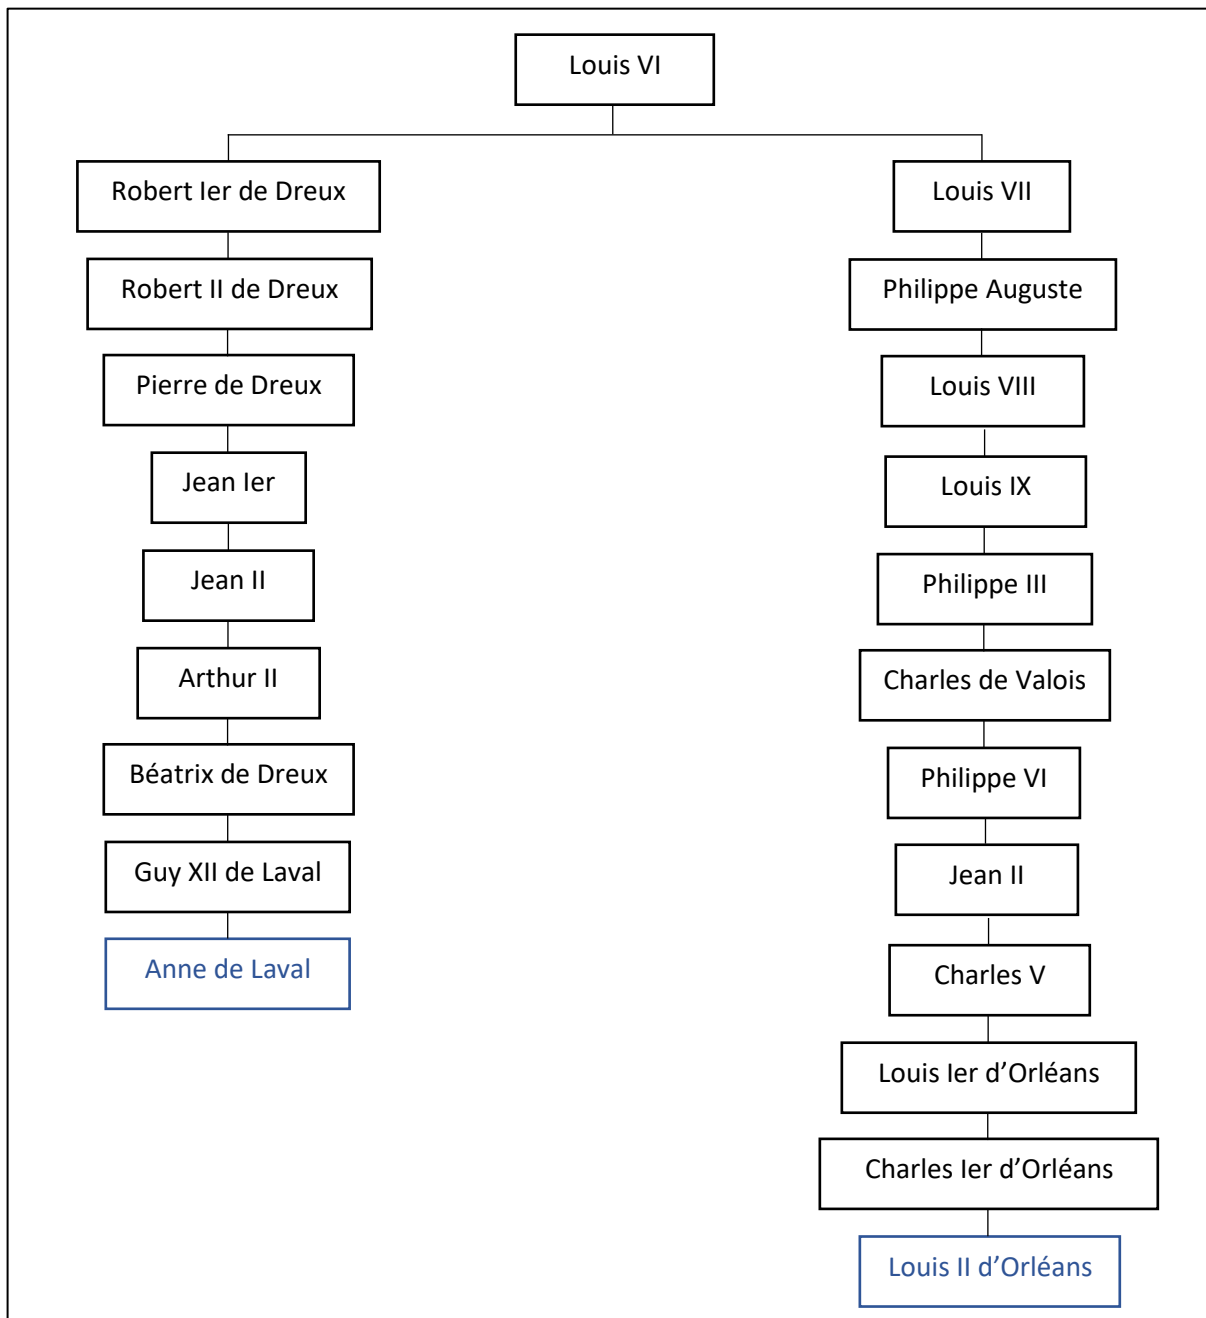 Louis VI
Robert Ier de Dreux
Louis VII
Robert II de Dreux
Philippe Auguste
Pierre de Dreux
Louis VIII
Jean Ier
Louis IX
Jean II
Philippe III
Arthur II
Charles de Valois
Béatrix de Dreux
Philippe VI
Guy XII de Laval
Jean II
Anne de Laval
Charles V
Louis Ier d’Orléans
Charles Ier d’Orléans
Louis II d’Orléans